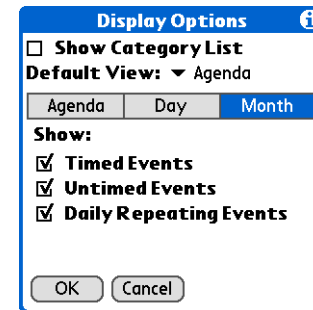 Display Options i
Show Category List
Default View: Agenda
Agenda Day Month
Show:
Timed Events
Untimed Events
Daily Repeating Events
OK Cancel